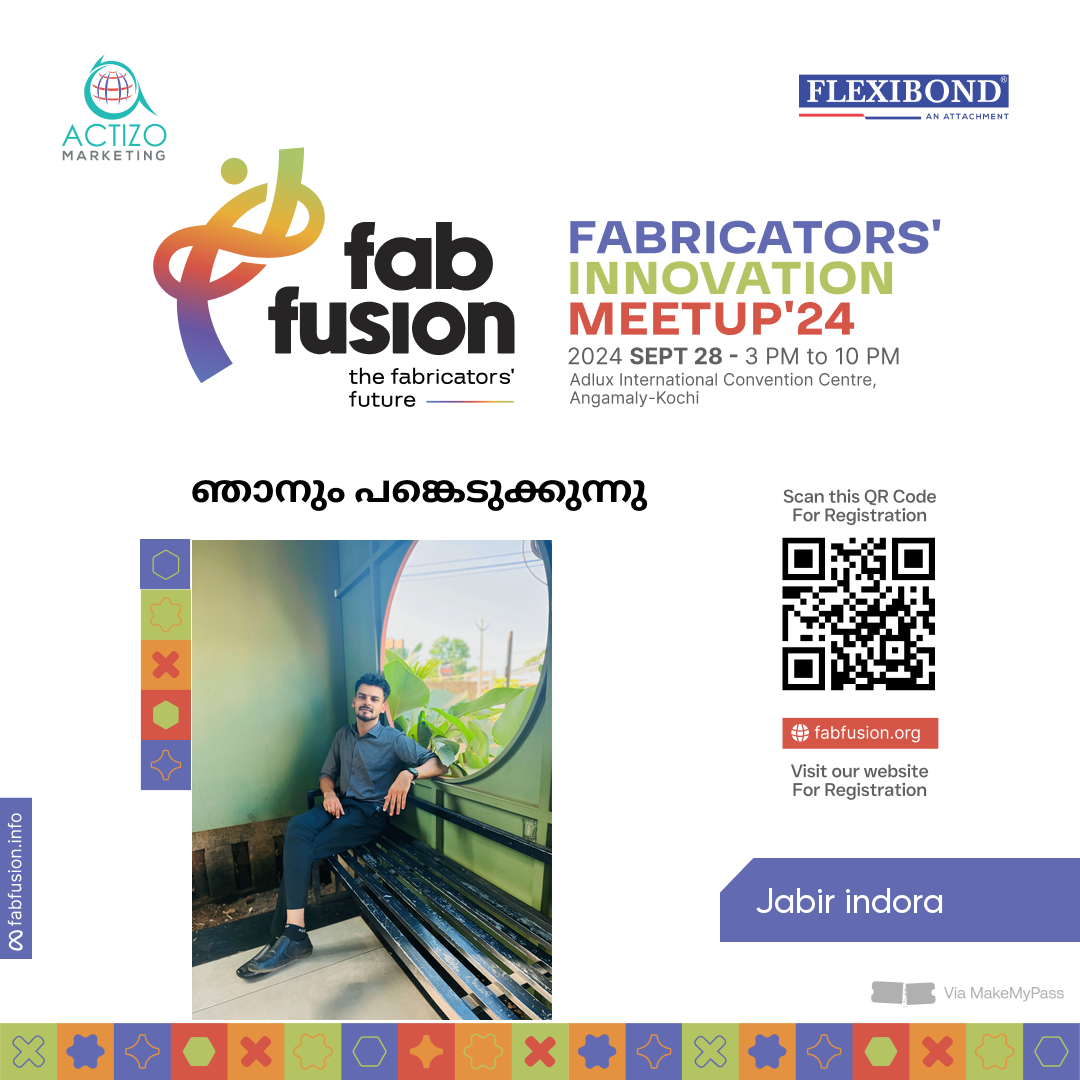 ACTIZO
MARKETING
FLEXIBOND®
AN ATTACHMENT
fab
fusion
the fabricators'
future
FABRICATORS'
INNOVATION
MEETUP'24
2024 SEPT 28 - 3 PM to 10 PM
Adlux International Convention Centre,
Angamaly-Kochi
ഞാനും പങ്കെടുക്കുന്നു
Scan this QR Code
For Registration
fabfusion.org
Visit our website
For Registration
fabfusion.info
Jabir indora
Via MakeMyPass